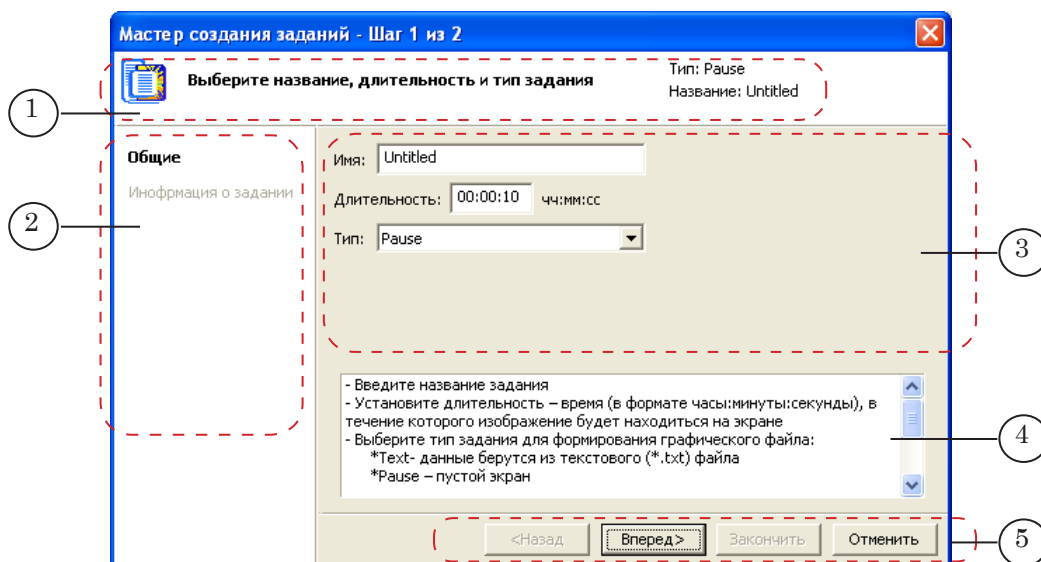 Мастер создания заданий - Шаг 1 из 2
Выберите название, длительность и тип задания
Тип: Pause
Название: Untitled
1
Общие
Инофрмация о задании
2
Имя: Untitled
Длительность: 00:00:10 чч:мм:сс
Тип: Pause
3
- Введите название задания
- Установите длительность – время (в формате часы:минуты:секунды), в
течение которого изображение будет находиться на экране
- Выберите тип задания для формирования графического файла:
*Text- данные берутся из текстового (*.txt) файла
*Pause – пустой экран
4
<Назад Вперед> Закончить Отменить
5